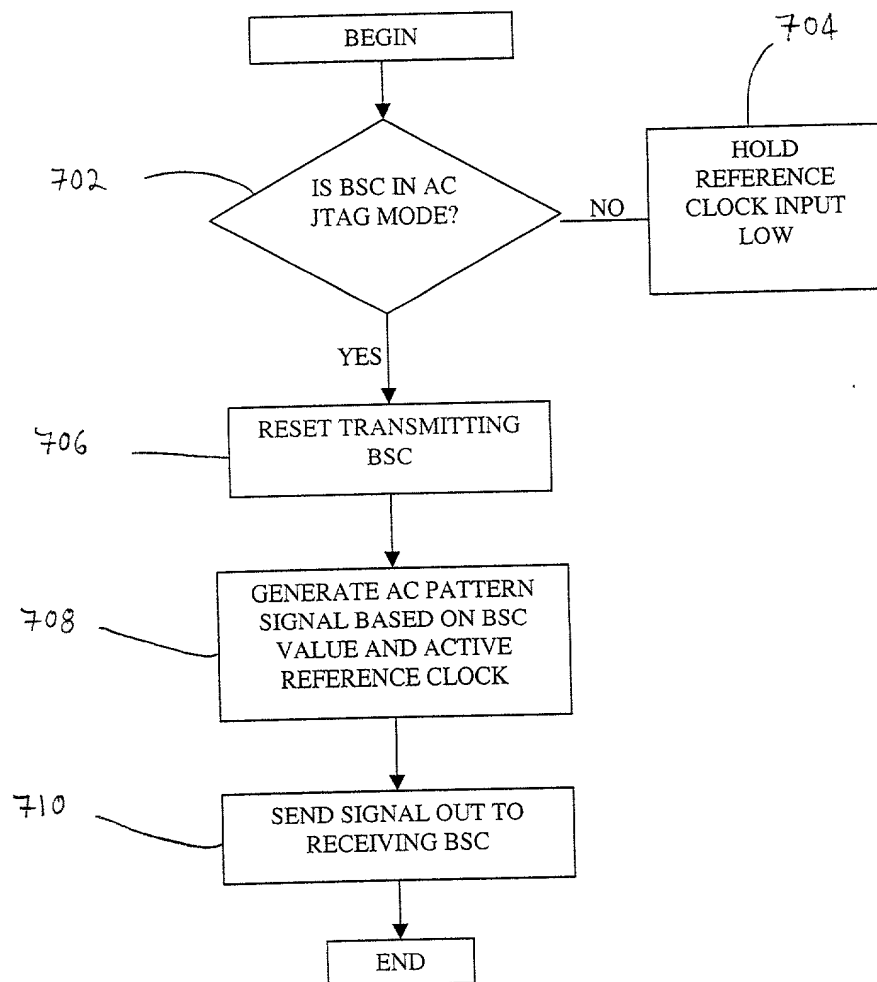 BEGIN
704
702
IS BSC IN AC
JTAG MODE?
NO
HOLD
REFERENCE
CLOCK INPUT
LOW
YES
706
RESET TRANSMITTING
BSC
708
GENERATE AC PATTERN
SIGNAL BASED ON BSC
VALUE AND ACTIVE
REFERENCE CLOCK
710
SEND SIGNAL OUT TO
RECEIVING BSC
END